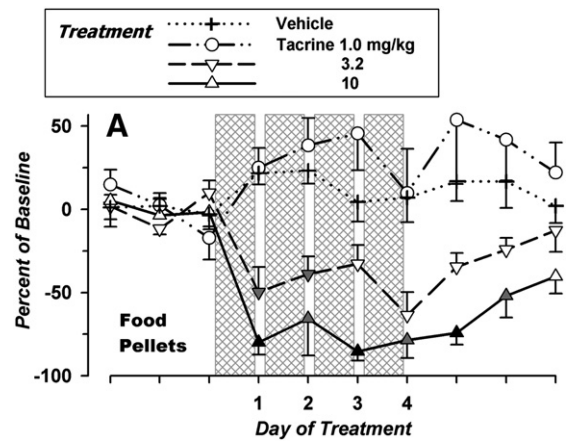 Treatment
Vehicle
Tacrine 1.0 mg/kg
3.2
10
A
50
0
-50
-100
Percent of Baseline
Food
Pellets
1 2 3 4
Day of Treatment